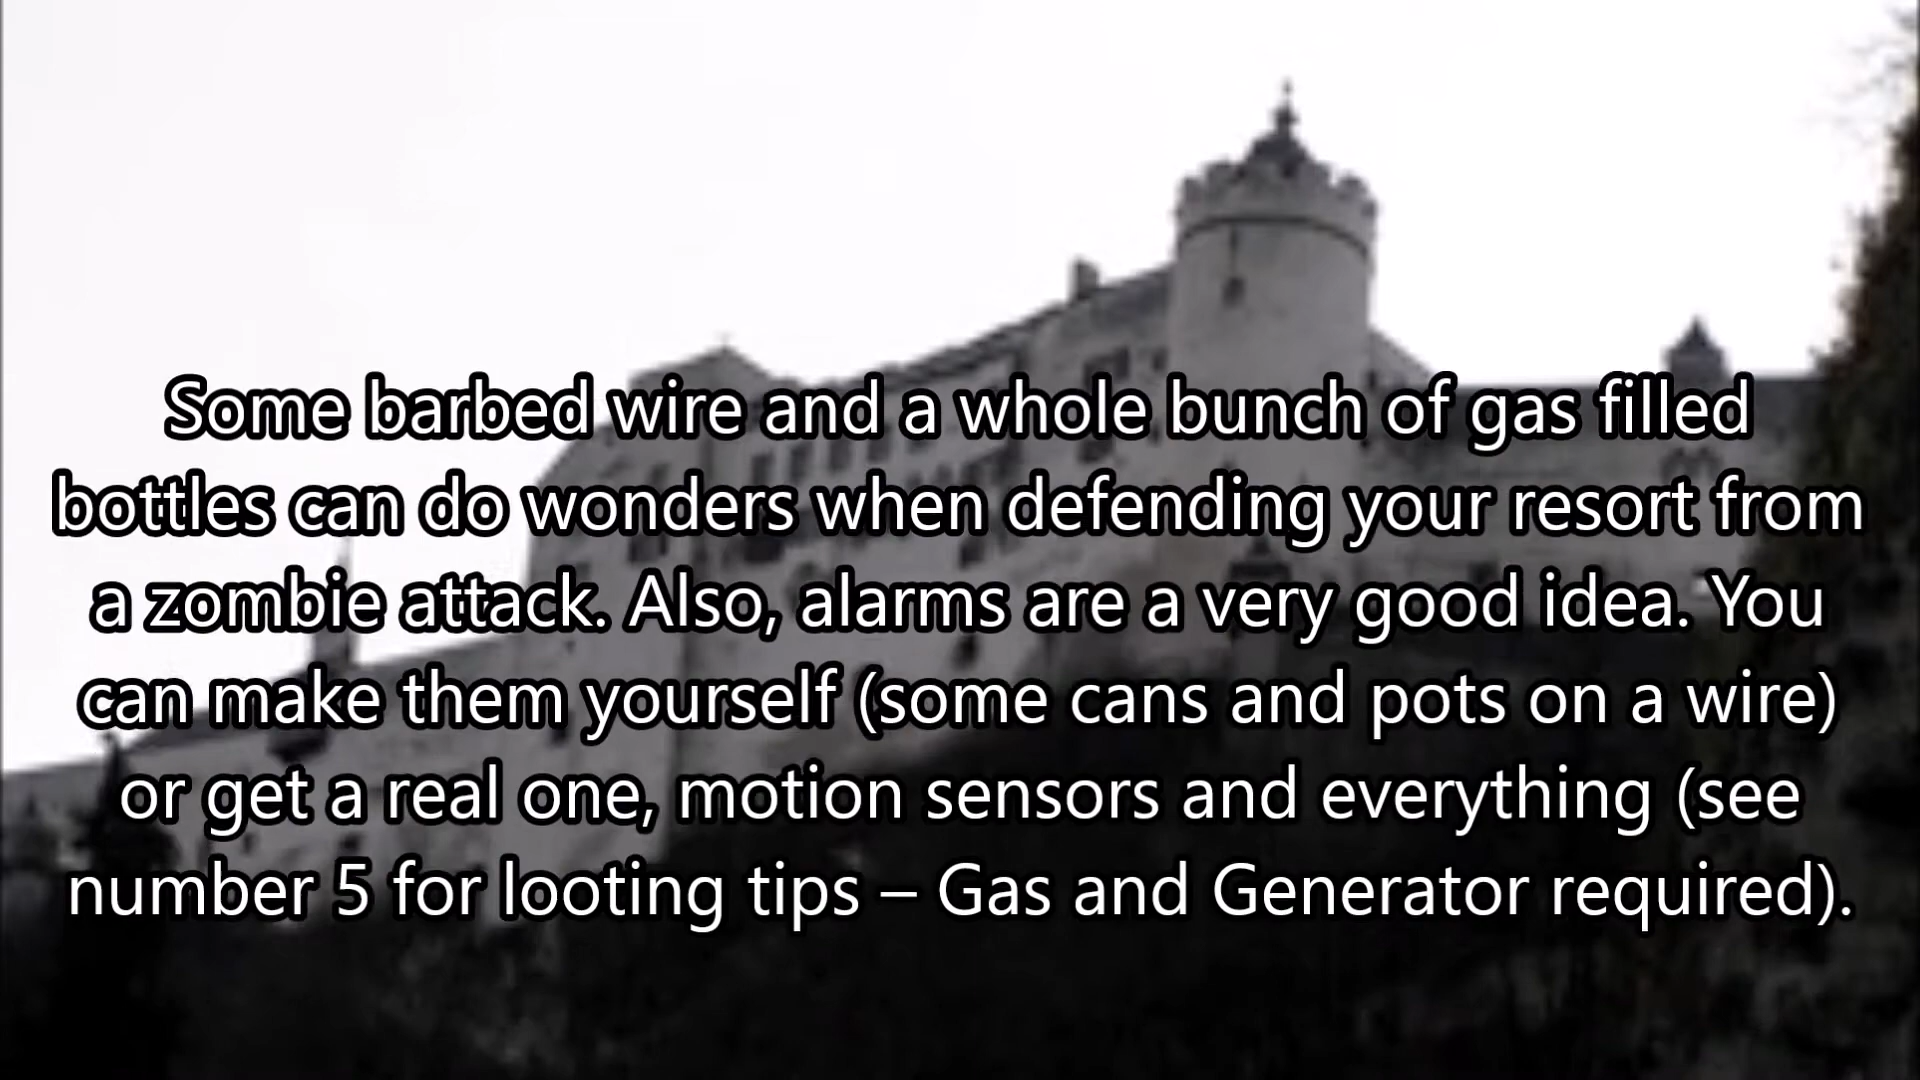 Some barbed wire and a whole bunch of gas filled
bottles can do wonders when defending your resort from
a zombie attack. Also, alarms are a very good idea. You
can make them yourself (some cans and pots on a wire)
or get a real one, motion sensors and everything (see
number 5 for looting tips – Gas and Generator required).